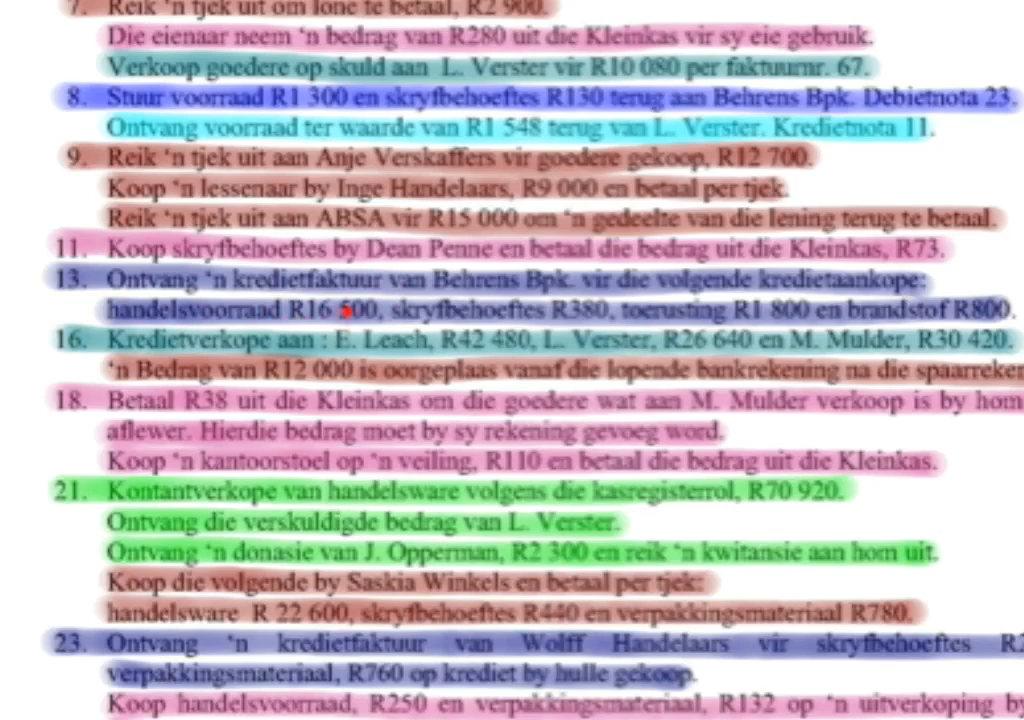 7. Reik 'n tjek uit om lone te betaal, R2 900.
Die eienaar neem 'n bedrag van R280 uit die Kleinkas vir sy eie gebruik.
Verkoop goedere op skuld aan L. Verster vir R10 080 per faktuurnr. 67.
8. Stuur voorraad R1 300 en skryfbehoeftes R130 terug aan Behrens Bpk. Debietnota 23.
Ontvang voorraad ter waarde van R1 548 terug van L. Verster. Kredietnota 11.
9. Reik 'n tjek uit aan Anje Verskaffers vir goedere gekoop, R12 700.
Koop 'n lessenaar by Inge Handelaars, R9 000 en betaal per tjek.
Reik 'n tjek uit aan ABSA vir R15 000 om 'n gedeelte van die lening terug te betaal.
11. Koop skryfbehoeftes by Dean Penne en betaal die bedrag uit die Kleinkas, R73.
13. Ontvang 'n kredietfaktuur van Behrens Bpk. vir die volgende kredietaankope:
handelsvoorraad R16 skryfbehoeftes R380, toerusting R1 800 en brandstof R800.
16. Kredietverkope aan : E. Leach, R42 480, L. Verster, R26 640 en M. Mulder, R30 420.
'n Bedrag van R12 000 is oorgeplaas vanaf die lopende bankrekening na die spaarreken
18. Betaal R38 uit die Kleinkas om die goedere wat aan M. Mulder verkoop is by hom
aflewer. Hierdie bedrag moet by sy rekening gevoeg word.
Koop 'n kantoorstoel op 'n veiling, R110 en betaal die bedrag uit die Kleinkas.
21. Kontantverkope van handelsware volgens die kasregisterrol, R70 920.
Ontvang die verskuldigde bedrag van L. Verster.
Ontvang 'n donasie van J. Opperman, R2 300 en reik 'n kwitansie aan hom uit.
Koop die volgende by Saskia Winkels en betaal per tjek:
handelsware R 22 600, skryfbehoeftes R440 en verpakkingsmateriaal R780.
23. Ontvang 'n kredietfaktuur van Wolff Handelaars vir skryfbehoeftes R2
verpakkingsmateriaal, R760 op krediet by hulle gekoop.
Koop handelsvoorraad, R250 en verpakkingsmateriaal, R132 op 'n uitverkoping by